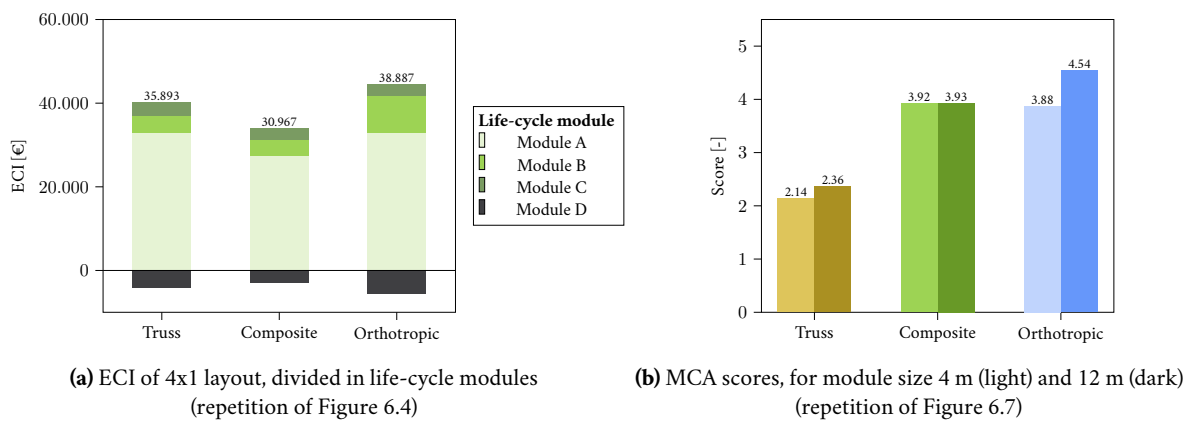 60.000
40.000
20.000
0
ECI [€]
35.893
30.967
38.887
Truss
Composite
Orthotropic
Life-cycle module
Module A
Module B
Module C
Module D
(a) ECI of 4x1 layout, divided in life-cycle modules
(repetition of Figure 6.4)
5
4
3
2
1
0
Score [-]
2.14
2.36
3.92
3.93
3.88
4.54
Truss
Composite
Orthotropic
(b) MCA scores, for module size 4 m (light) and 12 m (dark)
(repetition of Figure 6.7)